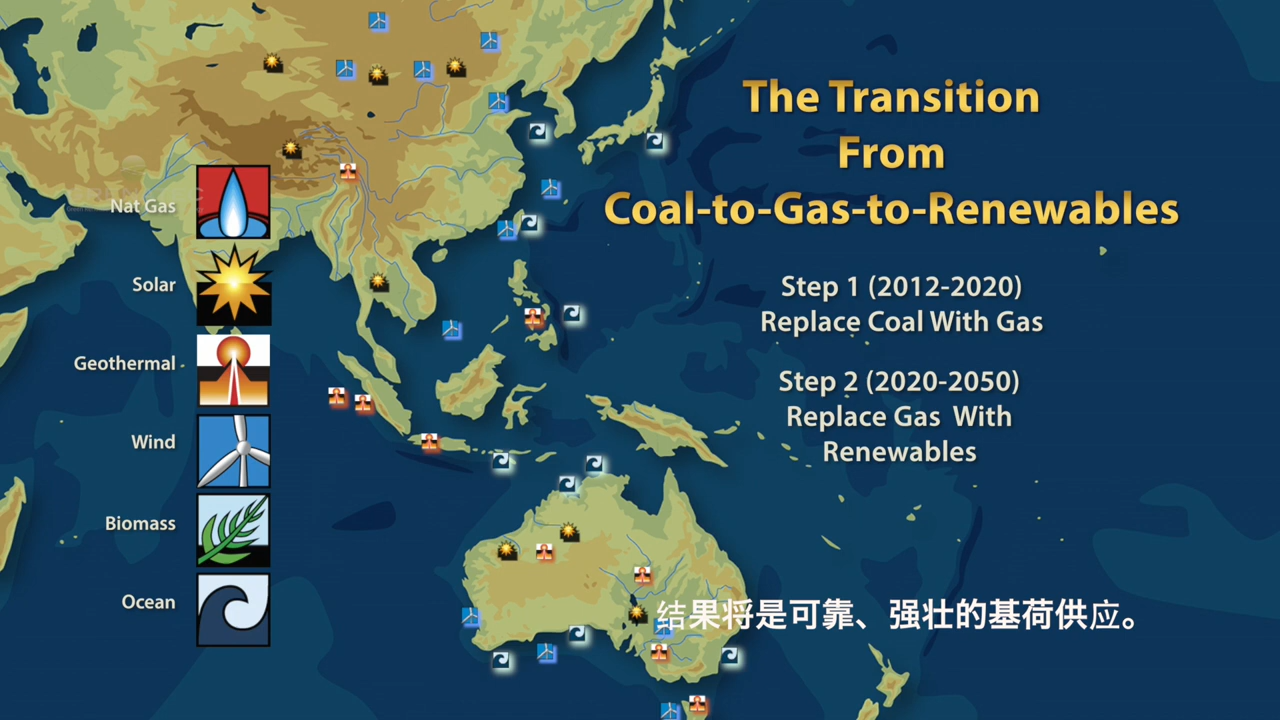 The Transition
From
Coal-to-Gas-to-Renewables
Step 1 (2012-2020)
Replace Coal With Gas
Step 2 (2020-2050)
Replace Gas With
Renewables
Nat Gas
Solar
Geothermal
Wind
Biomass
Ocean
结果将是可靠、强壮的基荷供应。